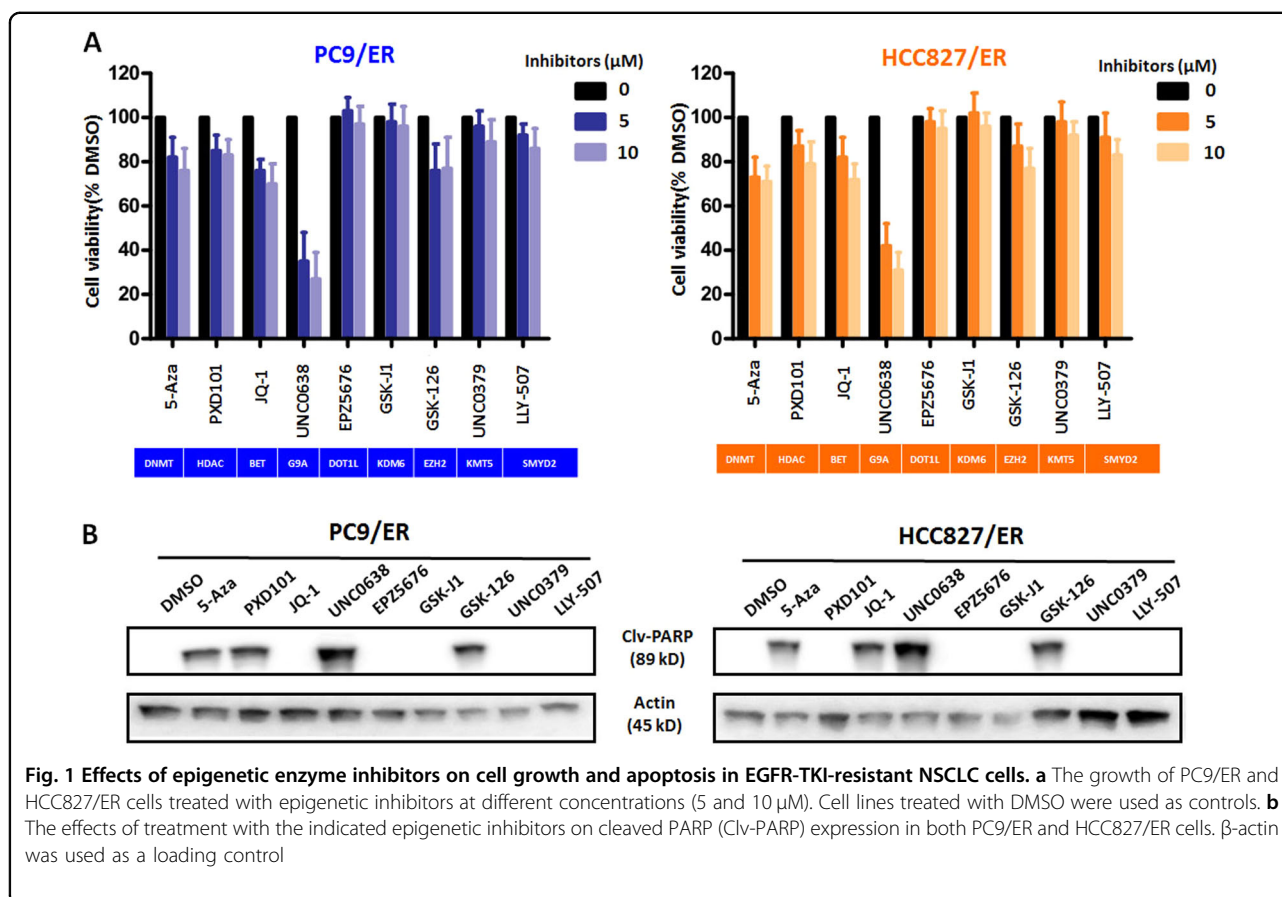 A
PC9/ER
Inhibitors (μM)
0
5
10
Cell viability(% DMSO)
120
100
80
60
40
20
0
5-Aza
PXD101
JQ-1
UNC0638
EPZ5676
GSK-J1
GSK-126
UNC0379
LLY-507
DNMT HDAC BET G9A DOT1L KDM6 EZH2 KMT5 SMYD2
HCC827/ER
Inhibitors (μM)
0
5
10
Cell viability(% DMSO)
120
100
80
60
40
20
0
5-Aza
PXD101
JQ-1
UNC0638
EPZ5676
GSK-J1
GSK-126
UNC0379
LLY-507
DNMT HDAC BET G9A DOT1L KDM6 EZH2 KMT5 SMYD2
B
PC9/ER
DMSO
5-Aza
PXD101
JQ-1
UNC0638
EPZ5676
GSK-J1
GSK-126
UNC0379
LLY-507
Clv-PARP
(89 kD)
Actin
(45 kD)
HCC827/ER
DMSO
5-Aza
PXD101
JQ-1
UNC0638
EPZ5676
GSK-J1
GSK-126
UNC0379
LLY-507
Fig. 1 Effects of epigenetic enzyme inhibitors on cell growth and apoptosis in EGFR-TKI-resistant NSCLC cells. a The growth of PC9/ER and
HCC827/ER cells treated with epigenetic inhibitors at different concentrations (5 and 10 μM). Cell lines treated with DMSO were used as controls. b
The effects of treatment with the indicated epigenetic inhibitors on cleaved PARP (Clv-PARP) expression in both PC9/ER and HCC827/ER cells. β-actin
was used as a loading control